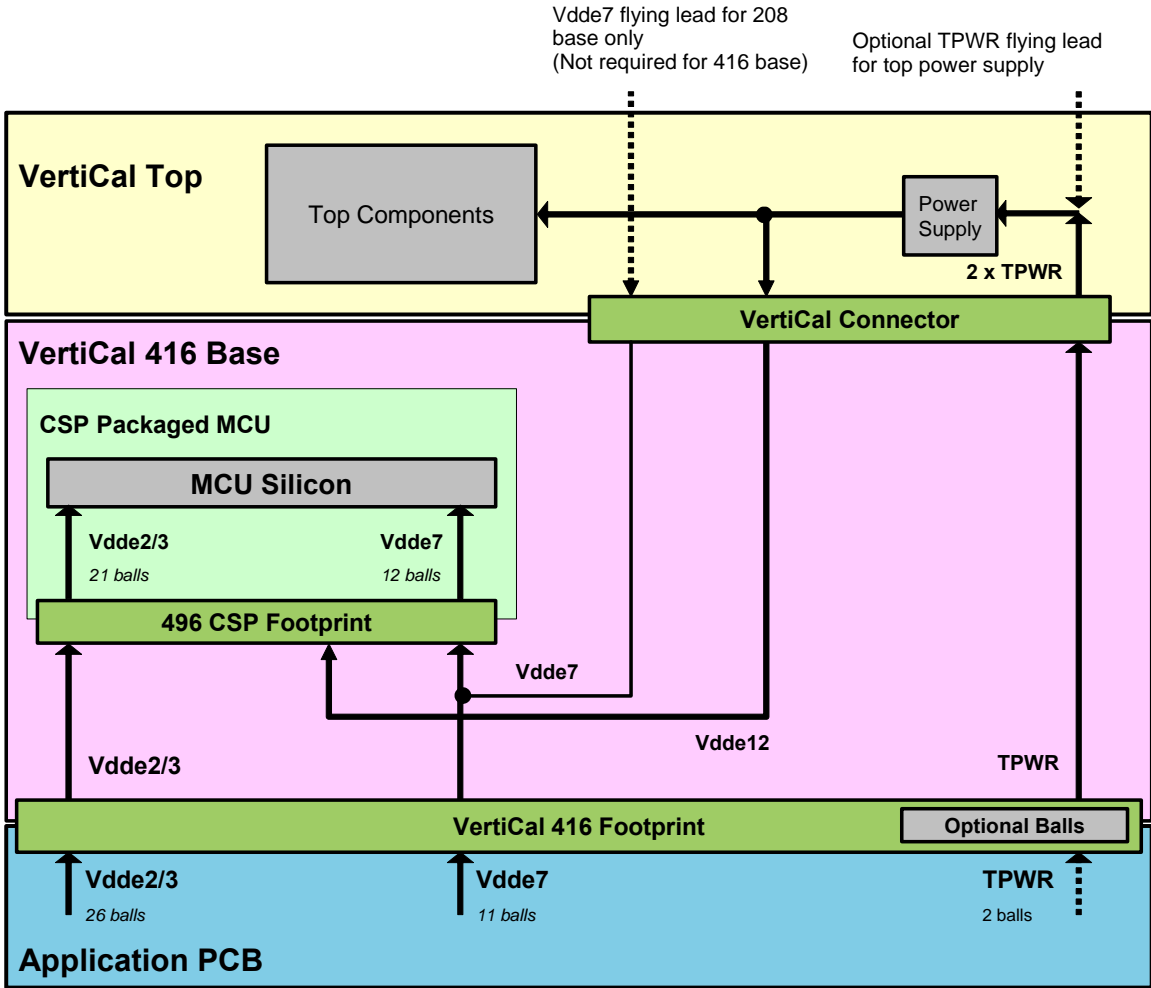 Vdde7 flying lead for 208
base only
(Not required for 416 base)
Optional TPWR flying lead
for top power supply
VertiCal Top
Top Components
Power
Supply
2 x TPWR
VertiCal Connector
VertiCal 416 Base
CSP Packaged MCU
MCU Silicon
Vdde2/3
21 balls
Vdde7
12 balls
496 CSP Footprint
Vdde7
Vdde12
Vdde2/3
TPWR
VertiCal 416 Footprint
Optional Balls
Vdde2/3
26 balls
Vdde7
11 balls
TPWR
2 balls
Application PCB